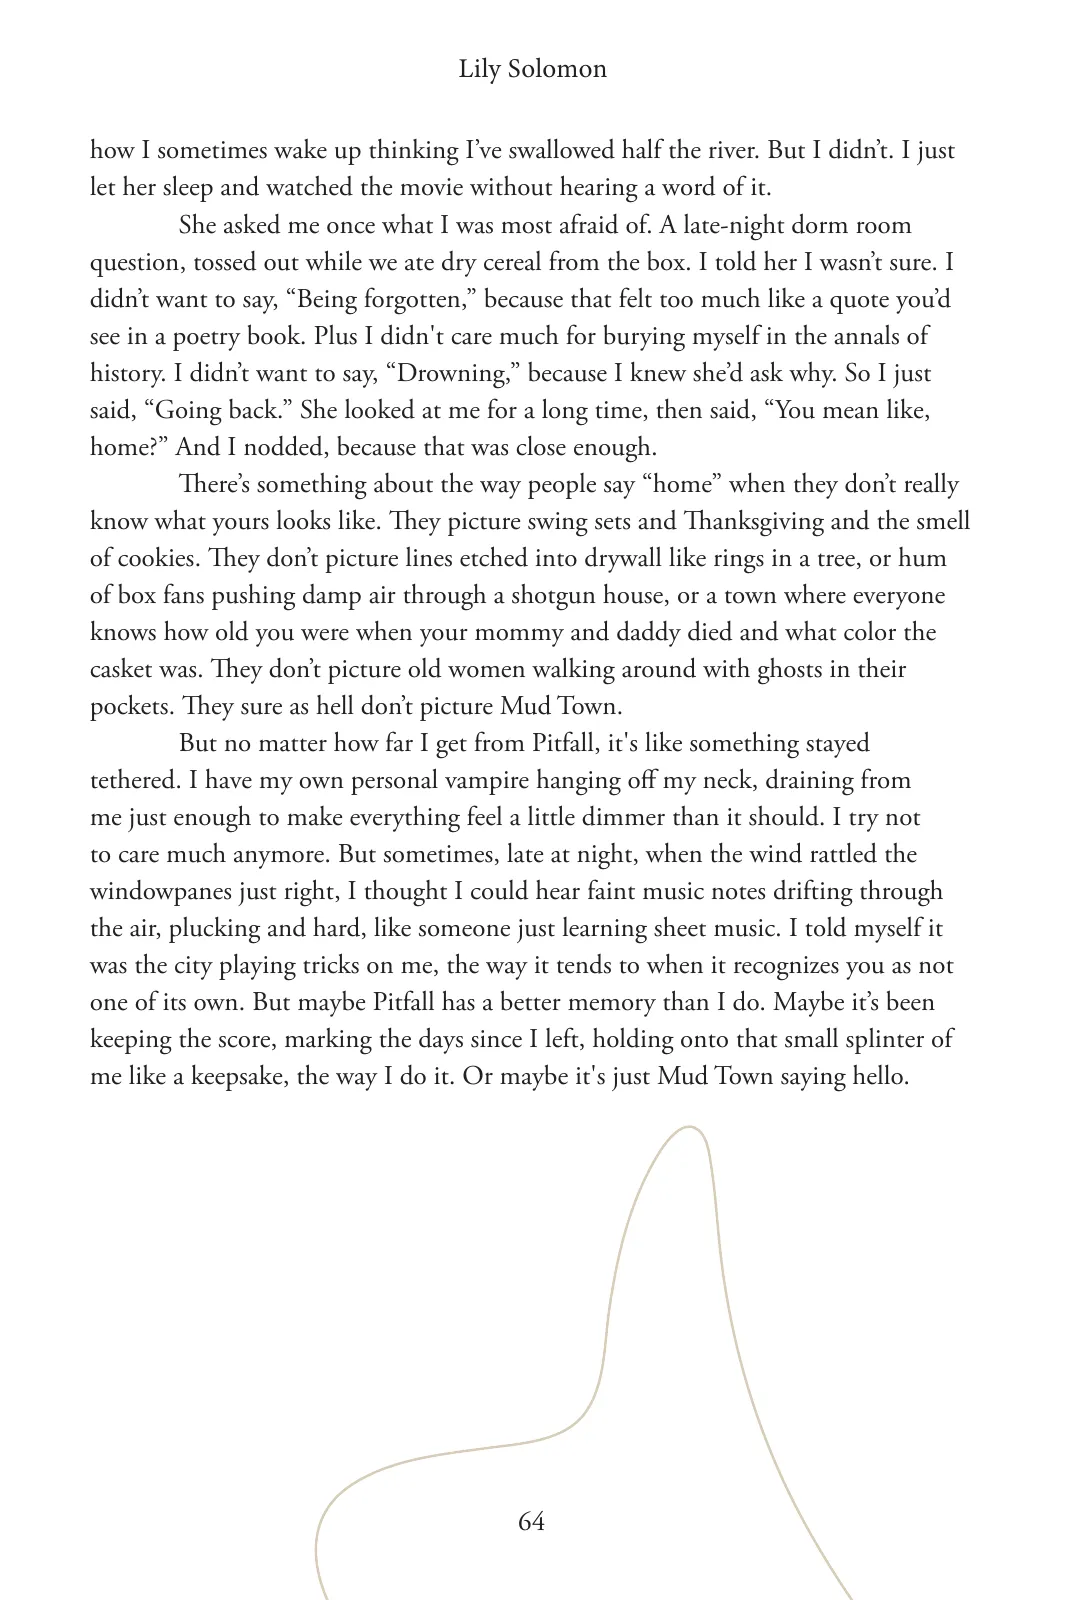 Lily Solomon
how I sometimes wake up thinking I’ve swallowed half the river. But I didn’t. I just
let her sleep and watched the movie without hearing a word of it.
She asked me once what I was most afraid of. A late-night dorm room
question, tossed out while we ate dry cereal from the box. I told her I wasn’t sure. I
didn’t want to say, “Being forgotten,” because that felt too much like a quote you’d
see in a poetry book. Plus I didn't care much for burying myself in the annals of
history. I didn’t want to say, “Drowning,” because I knew she’d ask why. So I just
said, “Going back.” She looked at me for a long time, then said, “You mean like,
home?” And I nodded, because that was close enough.
There’s something about the way people say “home” when they don’t really
know what yours looks like. They picture swing sets and Thanksgiving and the smell
of cookies. They don’t picture lines etched into drywall like rings in a tree, or hum
of box fans pushing damp air through a shotgun house, or a town where everyone
knows how old you were when your mommy and daddy died and what color the
casket was. They don’t picture old women walking around with ghosts in their
pockets. They sure as hell don’t picture Mud Town.
But no matter how far I get from Pitfall, it's like something stayed
tethered. I have my own personal vampire hanging off my neck, draining from
me just enough to make everything feel a little dimmer than it should. I try not
to care much anymore. But sometimes, late at night, when the wind rattled the
windowpanes just right, I thought I could hear faint music notes drifting through
the air, plucking and hard, like someone just learning sheet music. I told myself it
was the city playing tricks on me, the way it tends to when it recognizes you as not
one of its own. But maybe Pitfall has a better memory than I do. Maybe it’s been
keeping the score, marking the days since I left, holding onto that small splinter of
me like a keepsake, the way I do it. Or maybe it's just Mud Town saying hello.
64